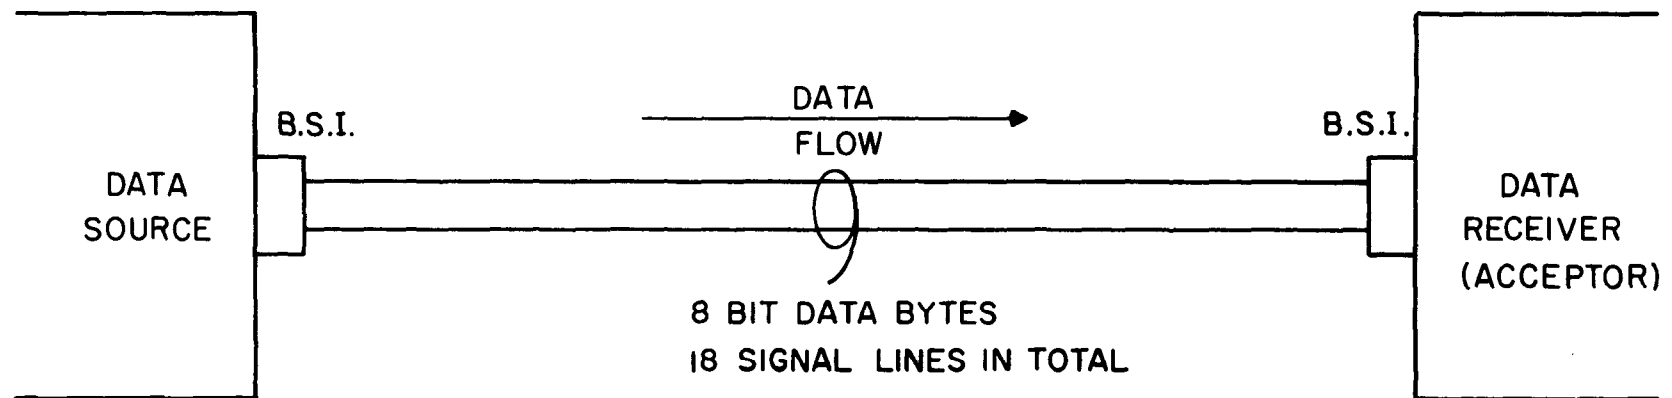 B.S.I.
DATA
FLOW
B.S.I.
DATA
SOURCE
DATA
RECEIVER
(ACCEPTOR)
8 BIT DATA BYTES
18 SIGNAL LINES IN TOTAL